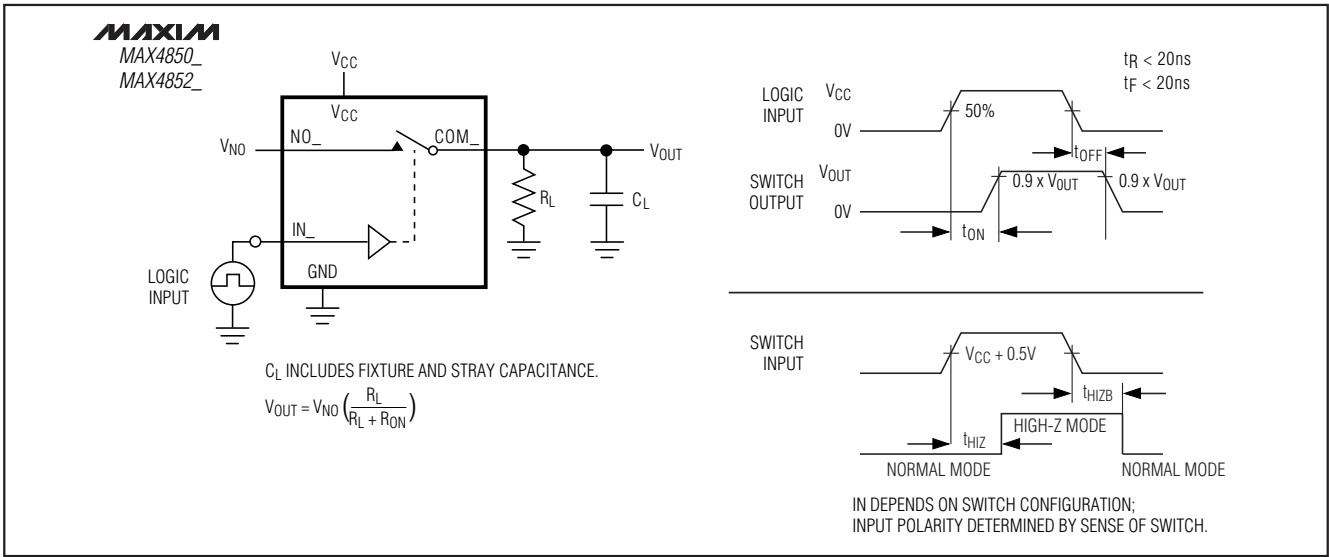 MAXIM
MAX4850_
MAX4852_
VCC
VCC
VNO
NO_
COM_
VOUT
RL
CL
IN_
GND
LOGIC
INPUT
CL INCLUDES FIXTURE AND STRAY CAPACITANCE.
VOUT = VNO (RL / RL + RON)
tR < 20ns
tF < 20ns
LOGIC
INPUT
VCC
50%
0V
tOFF
SWITCH
OUTPUT
VOUT
0.9 x VOUT
0.9 x VOUT
0V
tON
SWITCH
INPUT
VCC + 0.5V
tHIZB
HIGH-Z MODE
tHIZ
NORMAL MODE
NORMAL MODE
IN DEPENDS ON SWITCH CONFIGURATION;
INPUT POLARITY DETERMINED BY SENSE OF SWITCH.